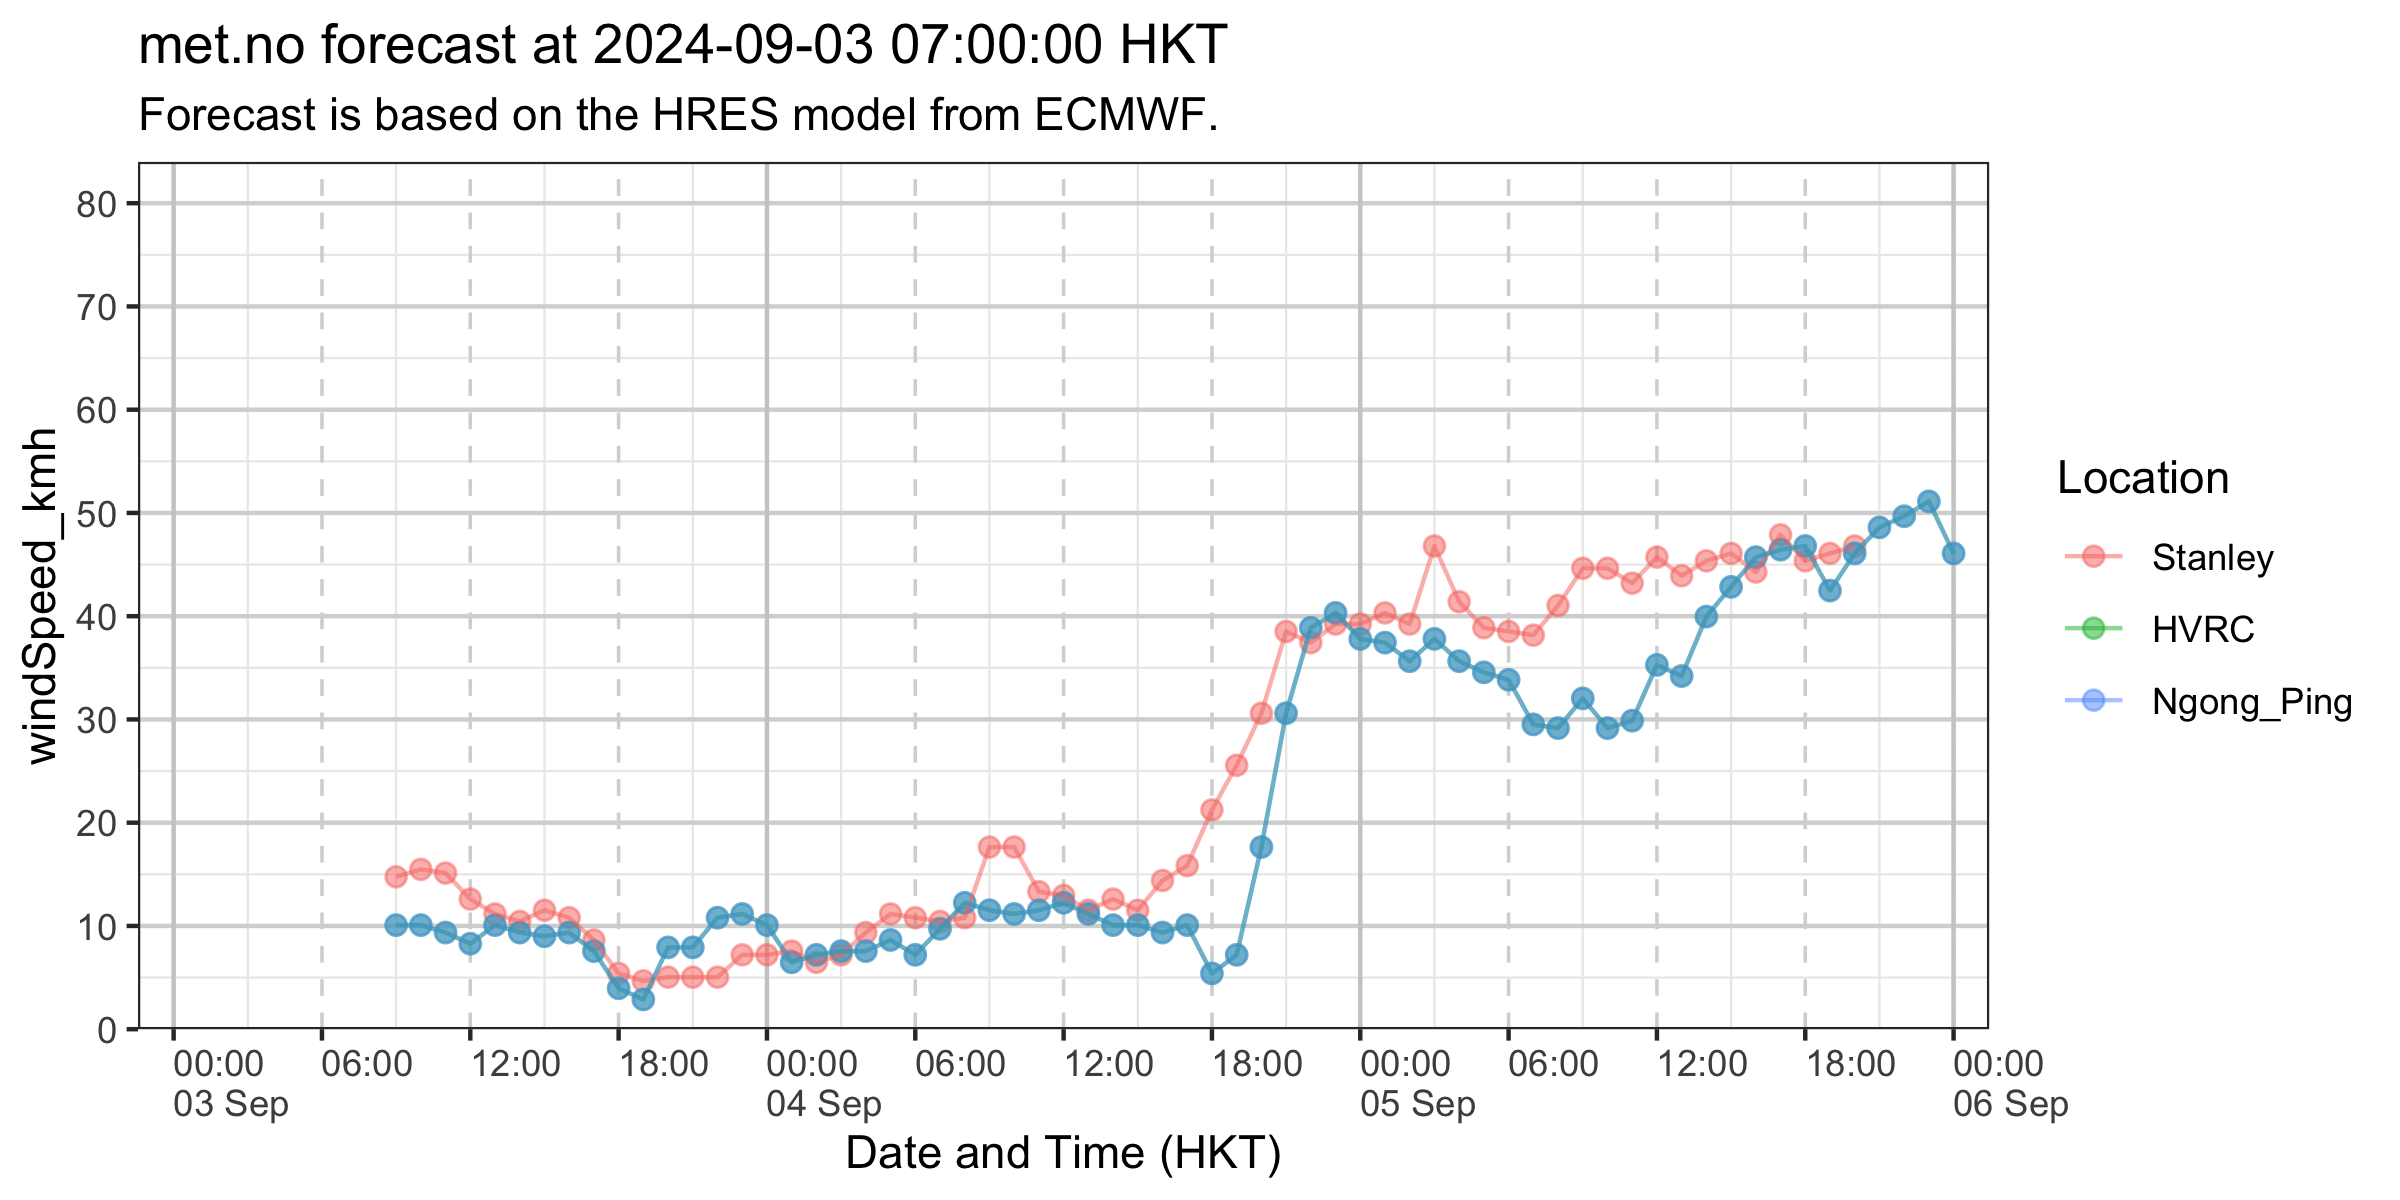 met.no forecast at 2024-09-03 07:00:00 HKT
Forecast is based on the HRES model from ECMWF.
windSpeed_kmh
80
70
60
50
40
30
20
10
0
00:00 06:00 12:00 18:00 00:00 06:00 12:00 18:00 00:00 06:00 12:00 18:00 00:00
03 Sep 04 Sep 05 Sep 06 Sep
Date and Time (HKT)
Location
Stanley
HVRC
Ngong_Ping